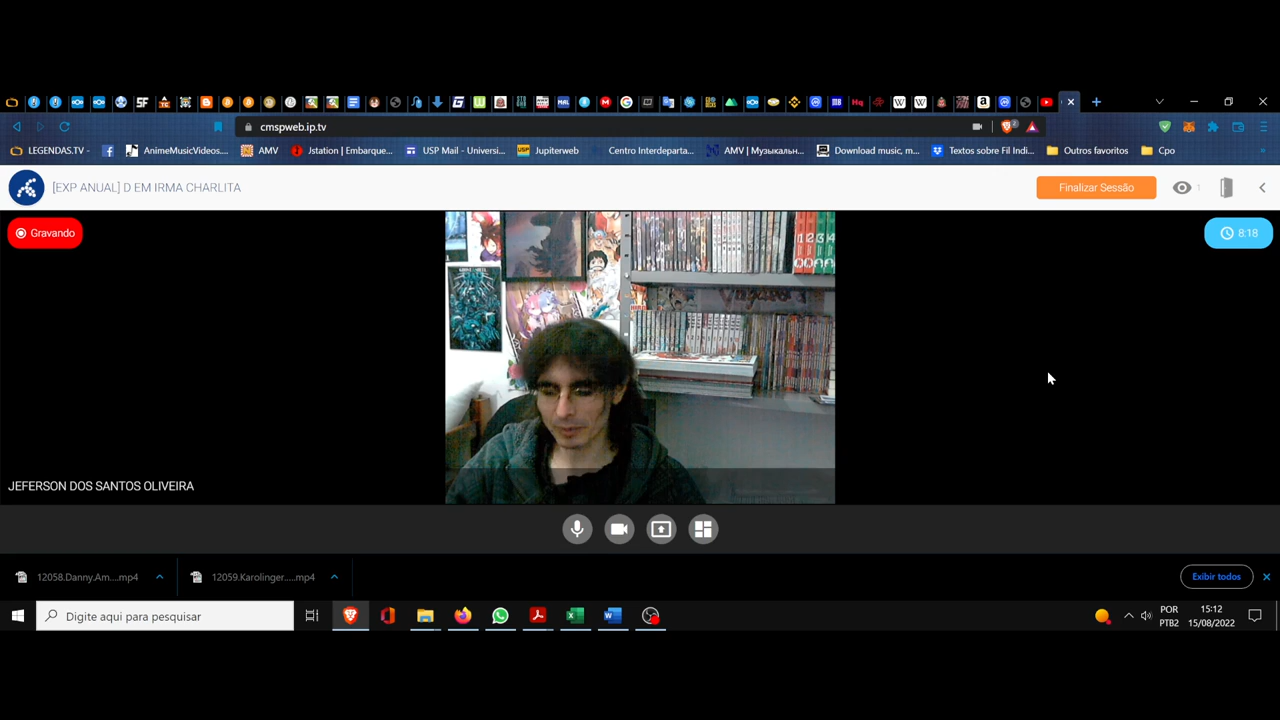 cmspweb.ip.tv
2
LEGENDAS.TV -
AnimeMusicVideos...
AMV
Jstation | Embarque...
USP Mail - Universi...
Jupiterweb
Centro Interdeparta...
AMV | Музыкальн...
Download music, m...
Textos sobre Fil Indi...
Outros favoritos
Cpo
[EXP ANUAL] D EM IRMA CHARLITA
Finalizar Sessão
1
Gravando
8:18
JEFERSON DOS SANTOS OLIVEIRA
12058.Danny.Am....mp4
12059.Karolinger.....mp4
Exibir todos
Digite aqui para pesquisar
POR
PTB2
15:12
15/08/2022